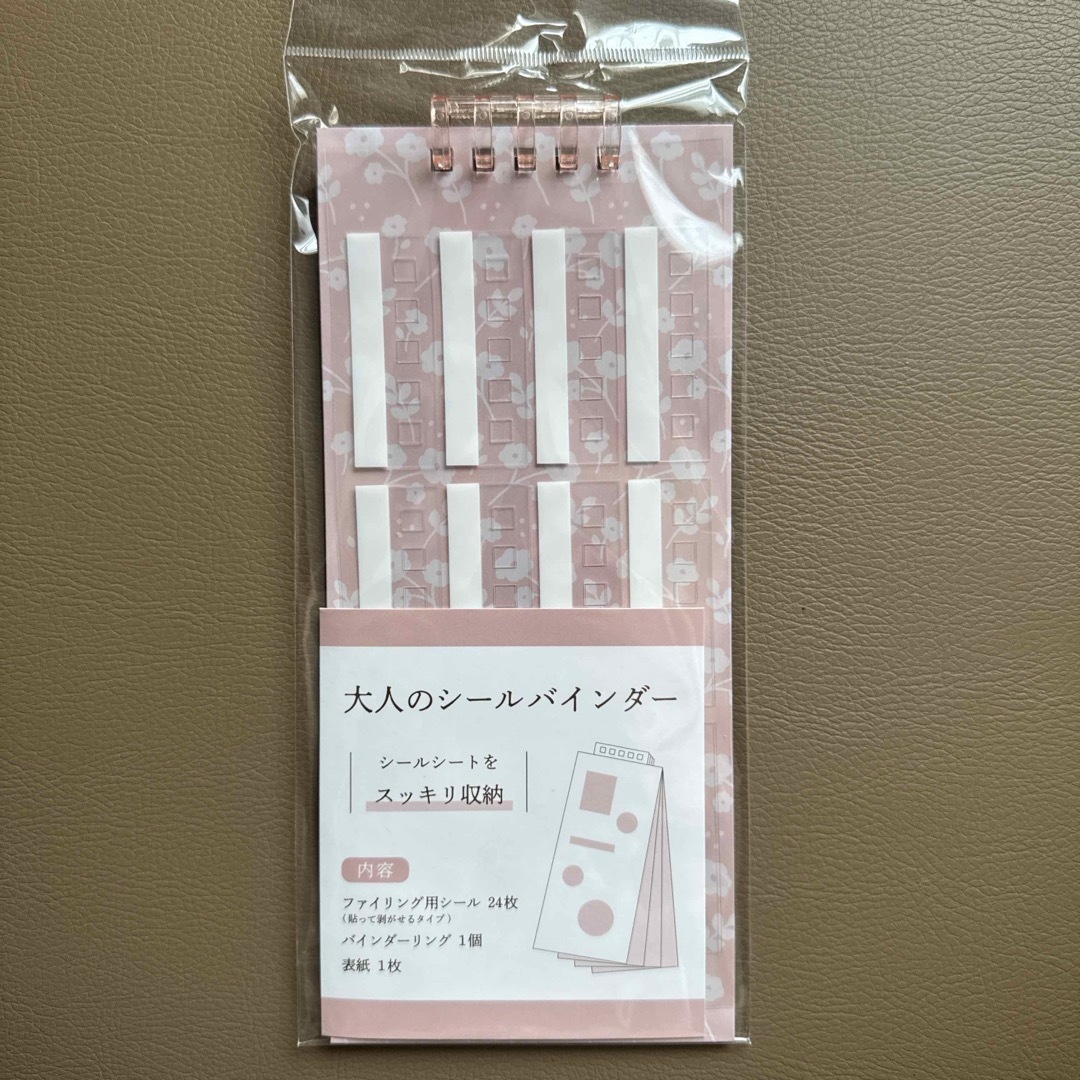 大人のシールバインダー
シールシートを
スッキリ収納
内容
ファイリング用シール 24枚
(貼って剥がせるタイプ)
バインダーリング 1個
表紙 1枚